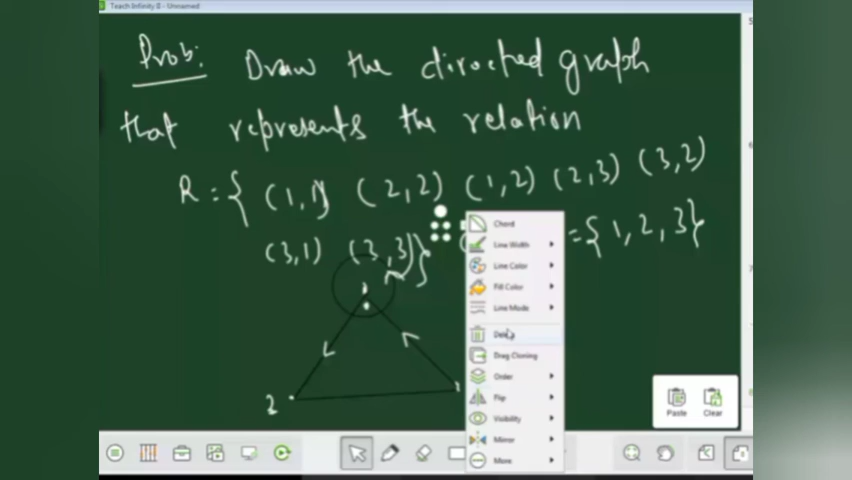 Teach Infinity - Unnamed
Prob: Draw the directed graph
that represents the relation
R = { (1,1) (2,2) (1,2) (2,3) (3,2)
(3,1) (3,3)} = {1,2,3}
1
2
Chord
Line Width
Line Color
Fill Color
Line Mode
Delete
Drag Cloning
Order
Flip
Visibility
Mirror
More
Paste Clear